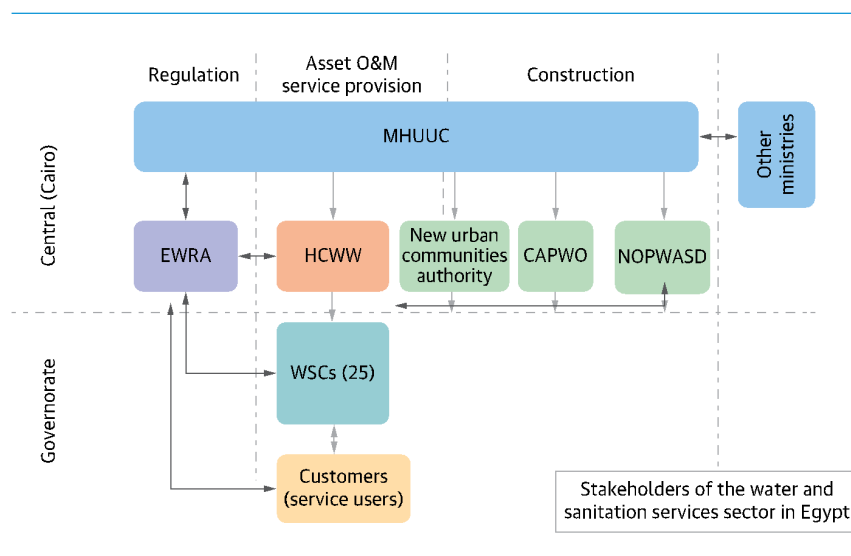 Regulation
Asset O&M
service provision
Construction
Central (Cairo)
MHUUC
Other
ministries
EWRA
HCWW
New urban
communities
authority
CAPWO
NOPWASD
Governorate
WSCs (25)
Customers
(service users)
Stakeholders of the water and
sanitation services sector in Egypt